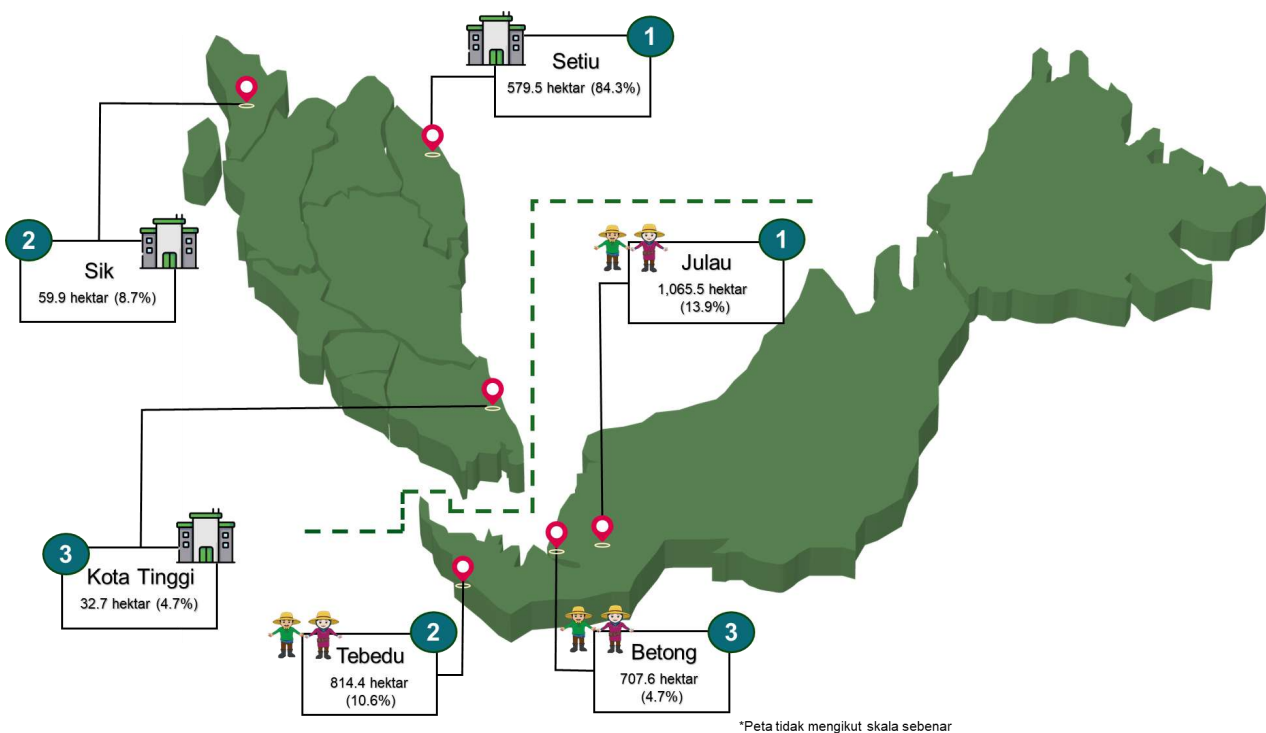 1
Setiu
579.5 hektar (84.3%)
2
Sik
59.9 hektar (8.7%)
1
Julau
1,065.5 hektar
(13.9%)
3
Kota Tinggi
32.7 hektar (4.7%)
2
Tebedu
814.4 hektar
(10.6%)
3
Betong
707.6 hektar
(4.7%)
*Peta tidak mengikut skala sebenar